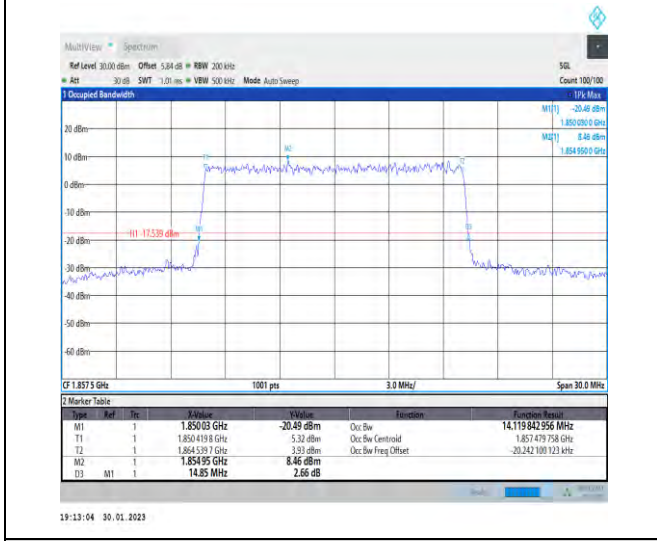 MultiView Spectrum
Ref Level 30.00 dBm Offset 5.84 dB RBW 200 kHz SGL
Att 30 dB SWT 1.01 ms VBW 500 kHz Mode Auto Sweep Count 100/100
1 Occupied Bandwidth 1Pk Max
M1[1] -20.49 dBm
1.850 030 0 GHz
M2[1] 8.46 dBm
1.854 950 0 GHz
20 dBm
M2
10 dBm
0 dBm
-10 dBm
H1 -17.539 dBm
-20 dBm
-30 dBm
-40 dBm
-50 dBm
-60 dBm
CF 1.857 5 GHz 1001 pts 3.0 MHz/ Span 30.0 MHz
2 Marker Table
Type Ref Trc X-Value Y-Value Function Function Result
M1 1 1.85003 GHz -20.49 dBm Occ Bw 14.119 842 956 MHz
T1 1 1.850 419 8 GHz 5.32 dBm Occ Bw Centroid 1.857 479 758 GHz
T2 1 1.864 539 7 GHz 3.93 dBm Occ Bw Freq Offset -20.242 100 123 kHz
M2 1 1.85495 GHz 8.46 dBm
D3 M1 1 14.85 MHz 2.66 dB
19:13:04 30.01.2023